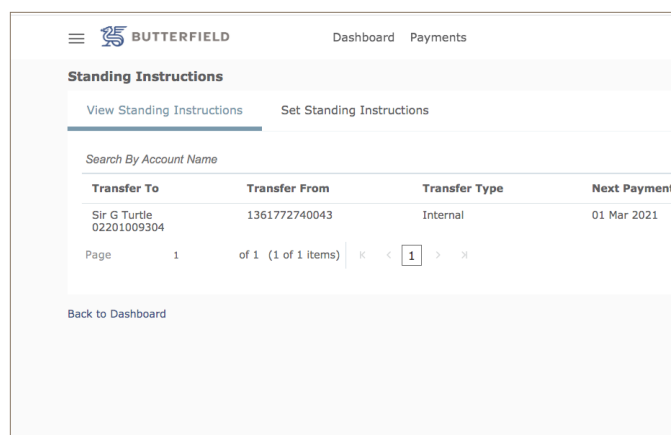 BUTTERFIELD Dashboard Payments
Standing Instructions
View Standing Instructions Set Standing Instructions
Search By Account Name
Transfer To Transfer From Transfer Type Next Payment
Sir G Turtle 1361772740043 Internal 01 Mar 2021
02201009304
Page 1 of 1 (1 of 1 items) K < 1 > X
Back to Dashboard